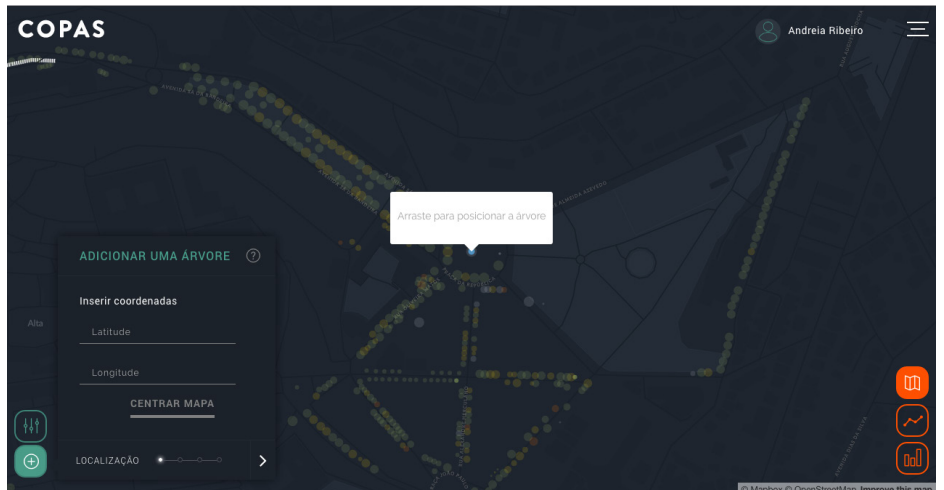 COPAS
Andreia Ribeiro
Arraste para posicionar a árvore
ADICIONAR UMA ÁRVORE ?
Inserir coordenadas
Latitude
Alta
Longitude
CENTRAR MAPA
LOCALIZAÇÃO
© Mapbox © OpenStreetMap Improve this map